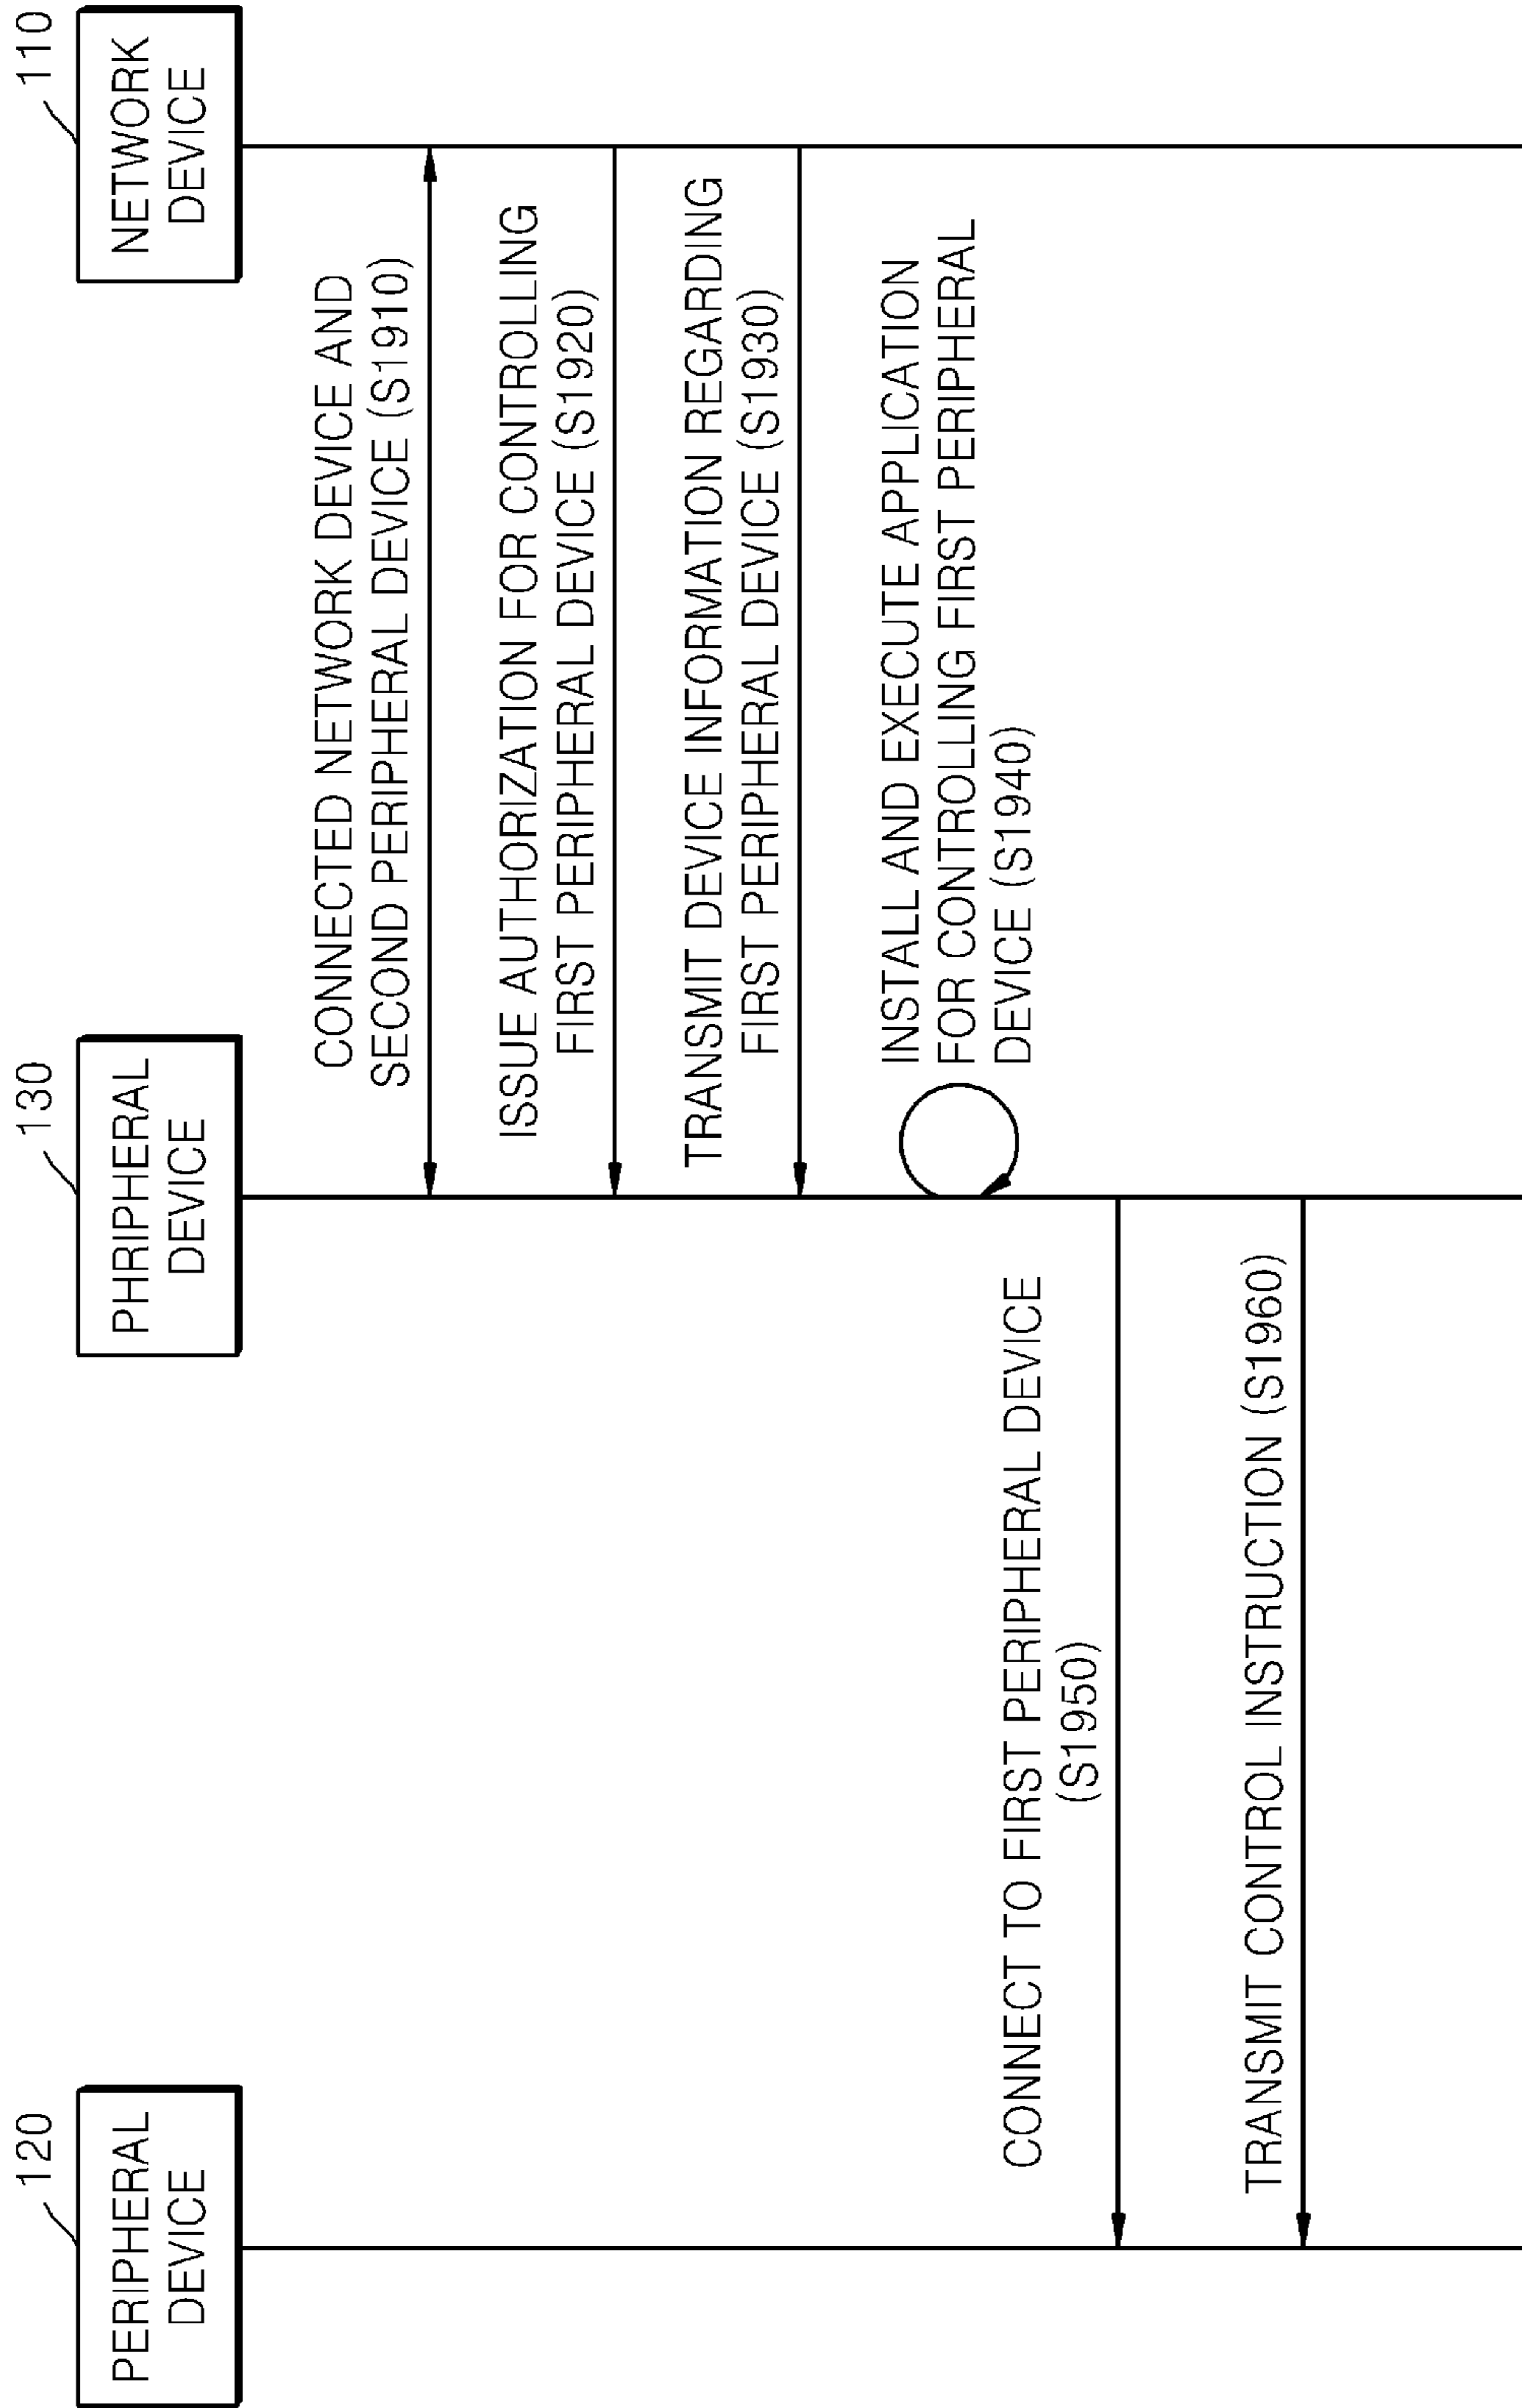 120
PERIPHERAL
DEVICE
130
PHRIPHERAL
DEVICE
110
NETWORK
DEVICE
CONNECTED NETWORK DEVICE AND
SECOND PERIPHERAL DEVICE (S1910)
ISSUE AUTHORIZATION FOR CONTROLLING
FIRST PERIPHERAL DEVICE (S1920)
TRANSMIT DEVICE INFORMATION REGARDING
FIRST PERIPHERAL DEVICE (S1930)
INSTALL AND EXECUTE APPLICATION
FOR CONTROLLING FIRST PERIPHERAL
DEVICE (S1940)
CONNECT TO FIRST PERIPHERAL DEVICE
(S1950)
TRANSMIT CONTROL INSTRUCTION (S1960)